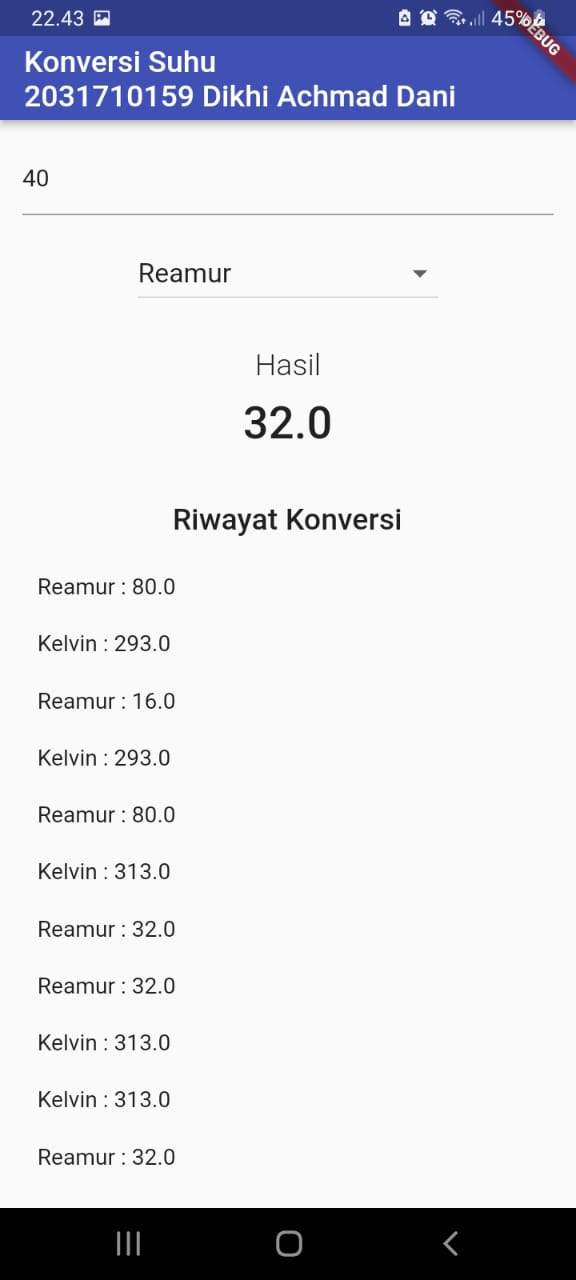 22.43
45%
DEBUG
Konversi Suhu
2031710159 Dikhi Achmad Dani
40
Reamur
Hasil
32.0
Riwayat Konversi
Reamur : 80.0
Kelvin : 293.0
Reamur : 16.0
Kelvin : 293.0
Reamur : 80.0
Kelvin : 313.0
Reamur : 32.0
Reamur : 32.0
Kelvin : 313.0
Kelvin : 313.0
Reamur : 32.0